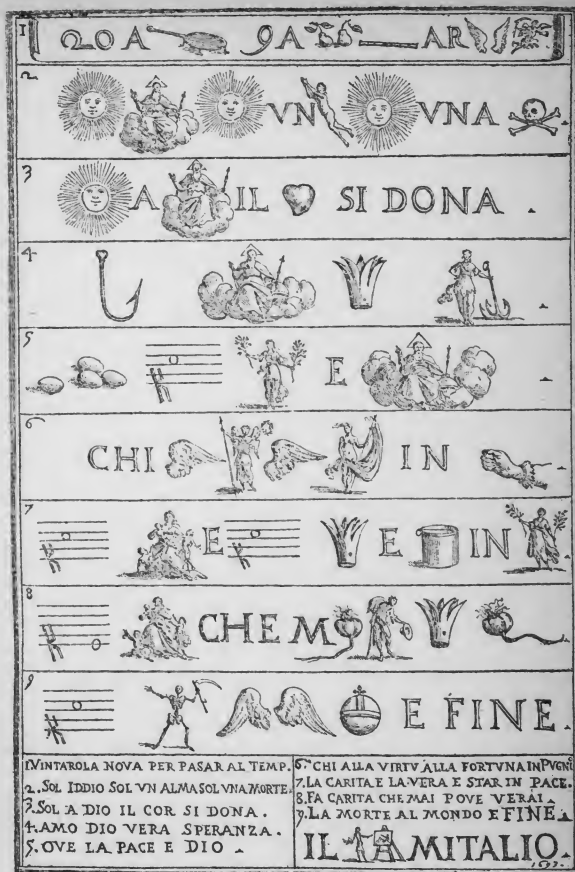 1 20 A 9A AR
2 VN VNA
3 A IL SI DONA
4
5 E
6 CHI IN
7 E E IN
8 CHE M
9 E FINE.
1.VINTAROLA NOVA PER PASAR AL TEMP.
2.SOL IDDIO SOL VN ALMA SOL VNA MORTE.
3.SOL A DIO IL COR SI DONA.
4.AMO DIO VERA SPERANZA.
5.OVE LA PACE E DIO
6.CHI ALLA VIRTV ALLA FORTVNA IN PVGNO
7.LA CARITA E LA VERA E STAR IN PACE.
8.FA CARITA CHE MAI POVE VERAI
9.LA MORTE AL MONDO E FINE
IL MITALIO.